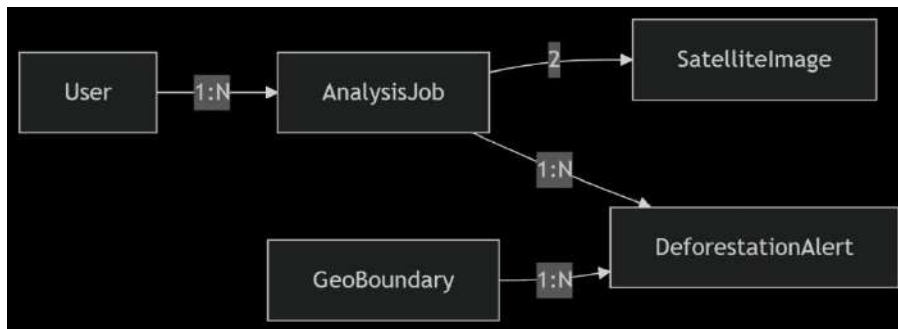 User
1:N
AnalysisJob
2
SatelliteImage
1:N
DeforestationAlert
GeoBoundary
1:N